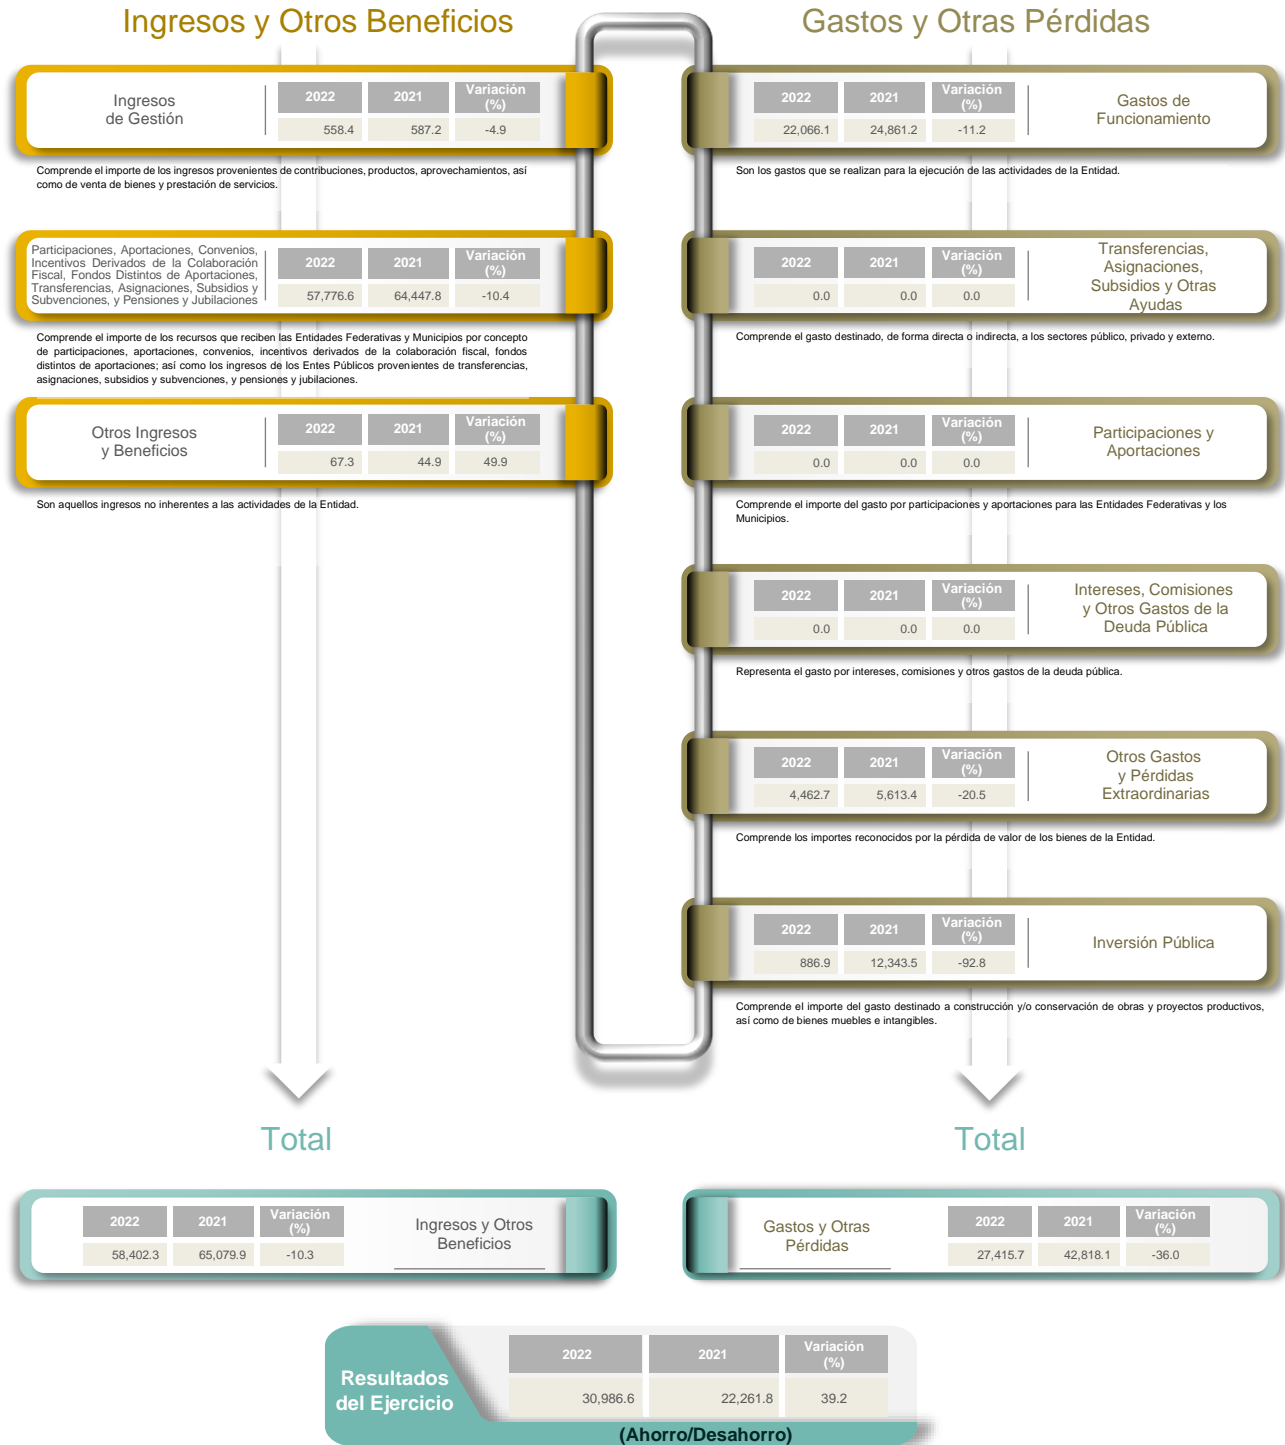 Ingresos y Otros Beneficios
Ingresos
de Gestión
2022 2021 Variación
(%)
558.4 587.2 -4.9
Comprende el importe de los ingresos provenientes de contribuciones, productos, aprovechamientos, así
como de venta de bienes y prestación de servicios.
Participaciones, Aportaciones, Convenios,
Incentivos Derivados de la Colaboración
Fiscal, Fondos Distintos de Aportaciones,
Transferencias, Asignaciones, Subsidios y
Subvenciones, y Pensiones y Jubilaciones
2022 2021 Variación
(%)
57,776.6 64,447.8 -10.4
Comprende el importe de los recursos que reciben las Entidades Federativas y Municipios por concepto
de participaciones, aportaciones, convenios, incentivos derivados de la colaboración fiscal, fondos
distintos de aportaciones; así como los ingresos de los Entes Públicos provenientes de transferencias,
asignaciones, subsidios y subvenciones, y pensiones y jubilaciones.
Otros Ingresos
y Beneficios
2022 2021 Variación
(%)
67.3 44.9 49.9
Son aquellos ingresos no inherentes a las actividades de la Entidad.
Gastos y Otras Pérdidas
2022 2021 Variación
(%)
22,066.1 24,861.2 -11.2
Gastos de
Funcionamiento
Son los gastos que se realizan para la ejecución de las actividades de la Entidad.
2022 2021 Variación
(%)
0.0 0.0 0.0
Transferencias,
Asignaciones,
Subsidios y Otras
Ayudas
Comprende el gasto destinado, de forma directa o indirecta, a los sectores público, privado y externo.
2022 2021 Variación
(%)
0.0 0.0 0.0
Participaciones y
Aportaciones
Comprende el importe del gasto por participaciones y aportaciones para las Entidades Federativas y los
Municipios.
2022 2021 Variación
(%)
0.0 0.0 0.0
Intereses, Comisiones
y Otros Gastos de la
Deuda Pública
Representa el gasto por intereses, comisiones y otros gastos de la deuda pública.
2022 2021 Variación
(%)
4,462.7 5,613.4 -20.5
Otros Gastos
y Pérdidas
Extraordinarias
Comprende los importes reconocidos por la pérdida de valor de los bienes de la Entidad.
2022 2021 Variación
(%)
886.9 12,343.5 -92.8
Inversión Pública
Comprende el importe del gasto destinado a construcción y/o conservación de obras y proyectos productivos,
así como de bienes muebles e intangibles.
Total
2022 2021 Variación
(%)
58,402.3 65,079.9 -10.3
Ingresos y Otros
Beneficios
Total
Gastos y Otras
Pérdidas
2022 2021 Variación
(%)
27,415.7 42,818.1 -36.0
Resultados
del Ejercicio
2022 2021 Variación
(%)
30,986.6 22,261.8 39.2
(Ahorro/Desahorro)